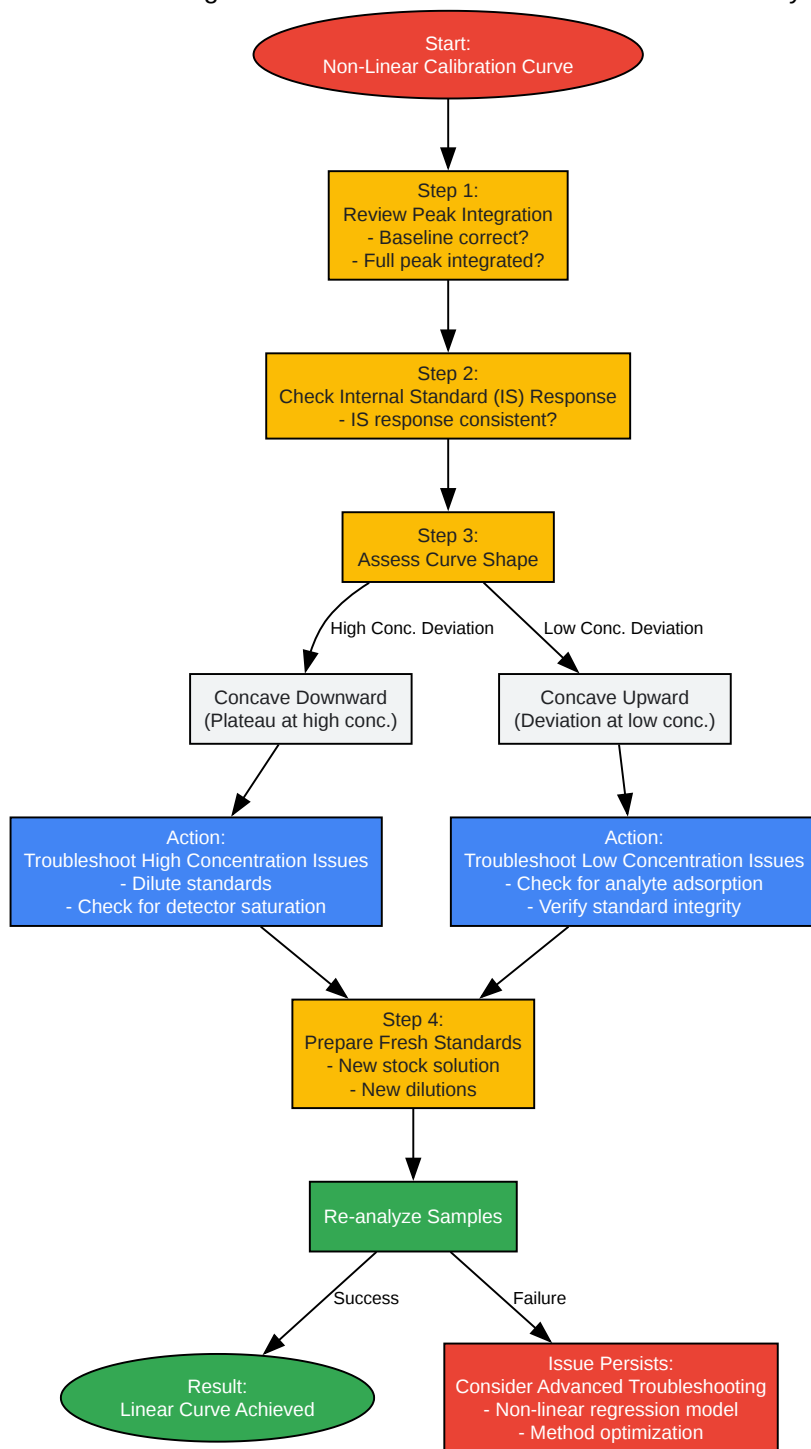 Start:
Non-Linear Calibration Curve
Step 1:
Review Peak Integration
- Baseline correct?
- Full peak integrated?
Step 2:
Check Internal Standard (IS) Response
- IS response consistent?
Step 3:
Assess Curve Shape
High Conc. Deviation
Low Conc. Deviation
Concave Downward
(Plateau at high conc.)
Concave Upward
(Deviation at low conc.)
Action:
Troubleshoot High Concentration Issues
- Dilute standards
- Check for detector saturation
Action:
Troubleshoot Low Concentration Issues
- Check for analyte adsorption
- Verify standard integrity
Step 4:
Prepare Fresh Standards
- New stock solution
- New dilutions
Re-analyze Samples
Success
Failure
Result:
Linear Curve Achieved
Issue Persists:
Consider Advanced Troubleshooting
- Non-linear regression model
- Method optimization